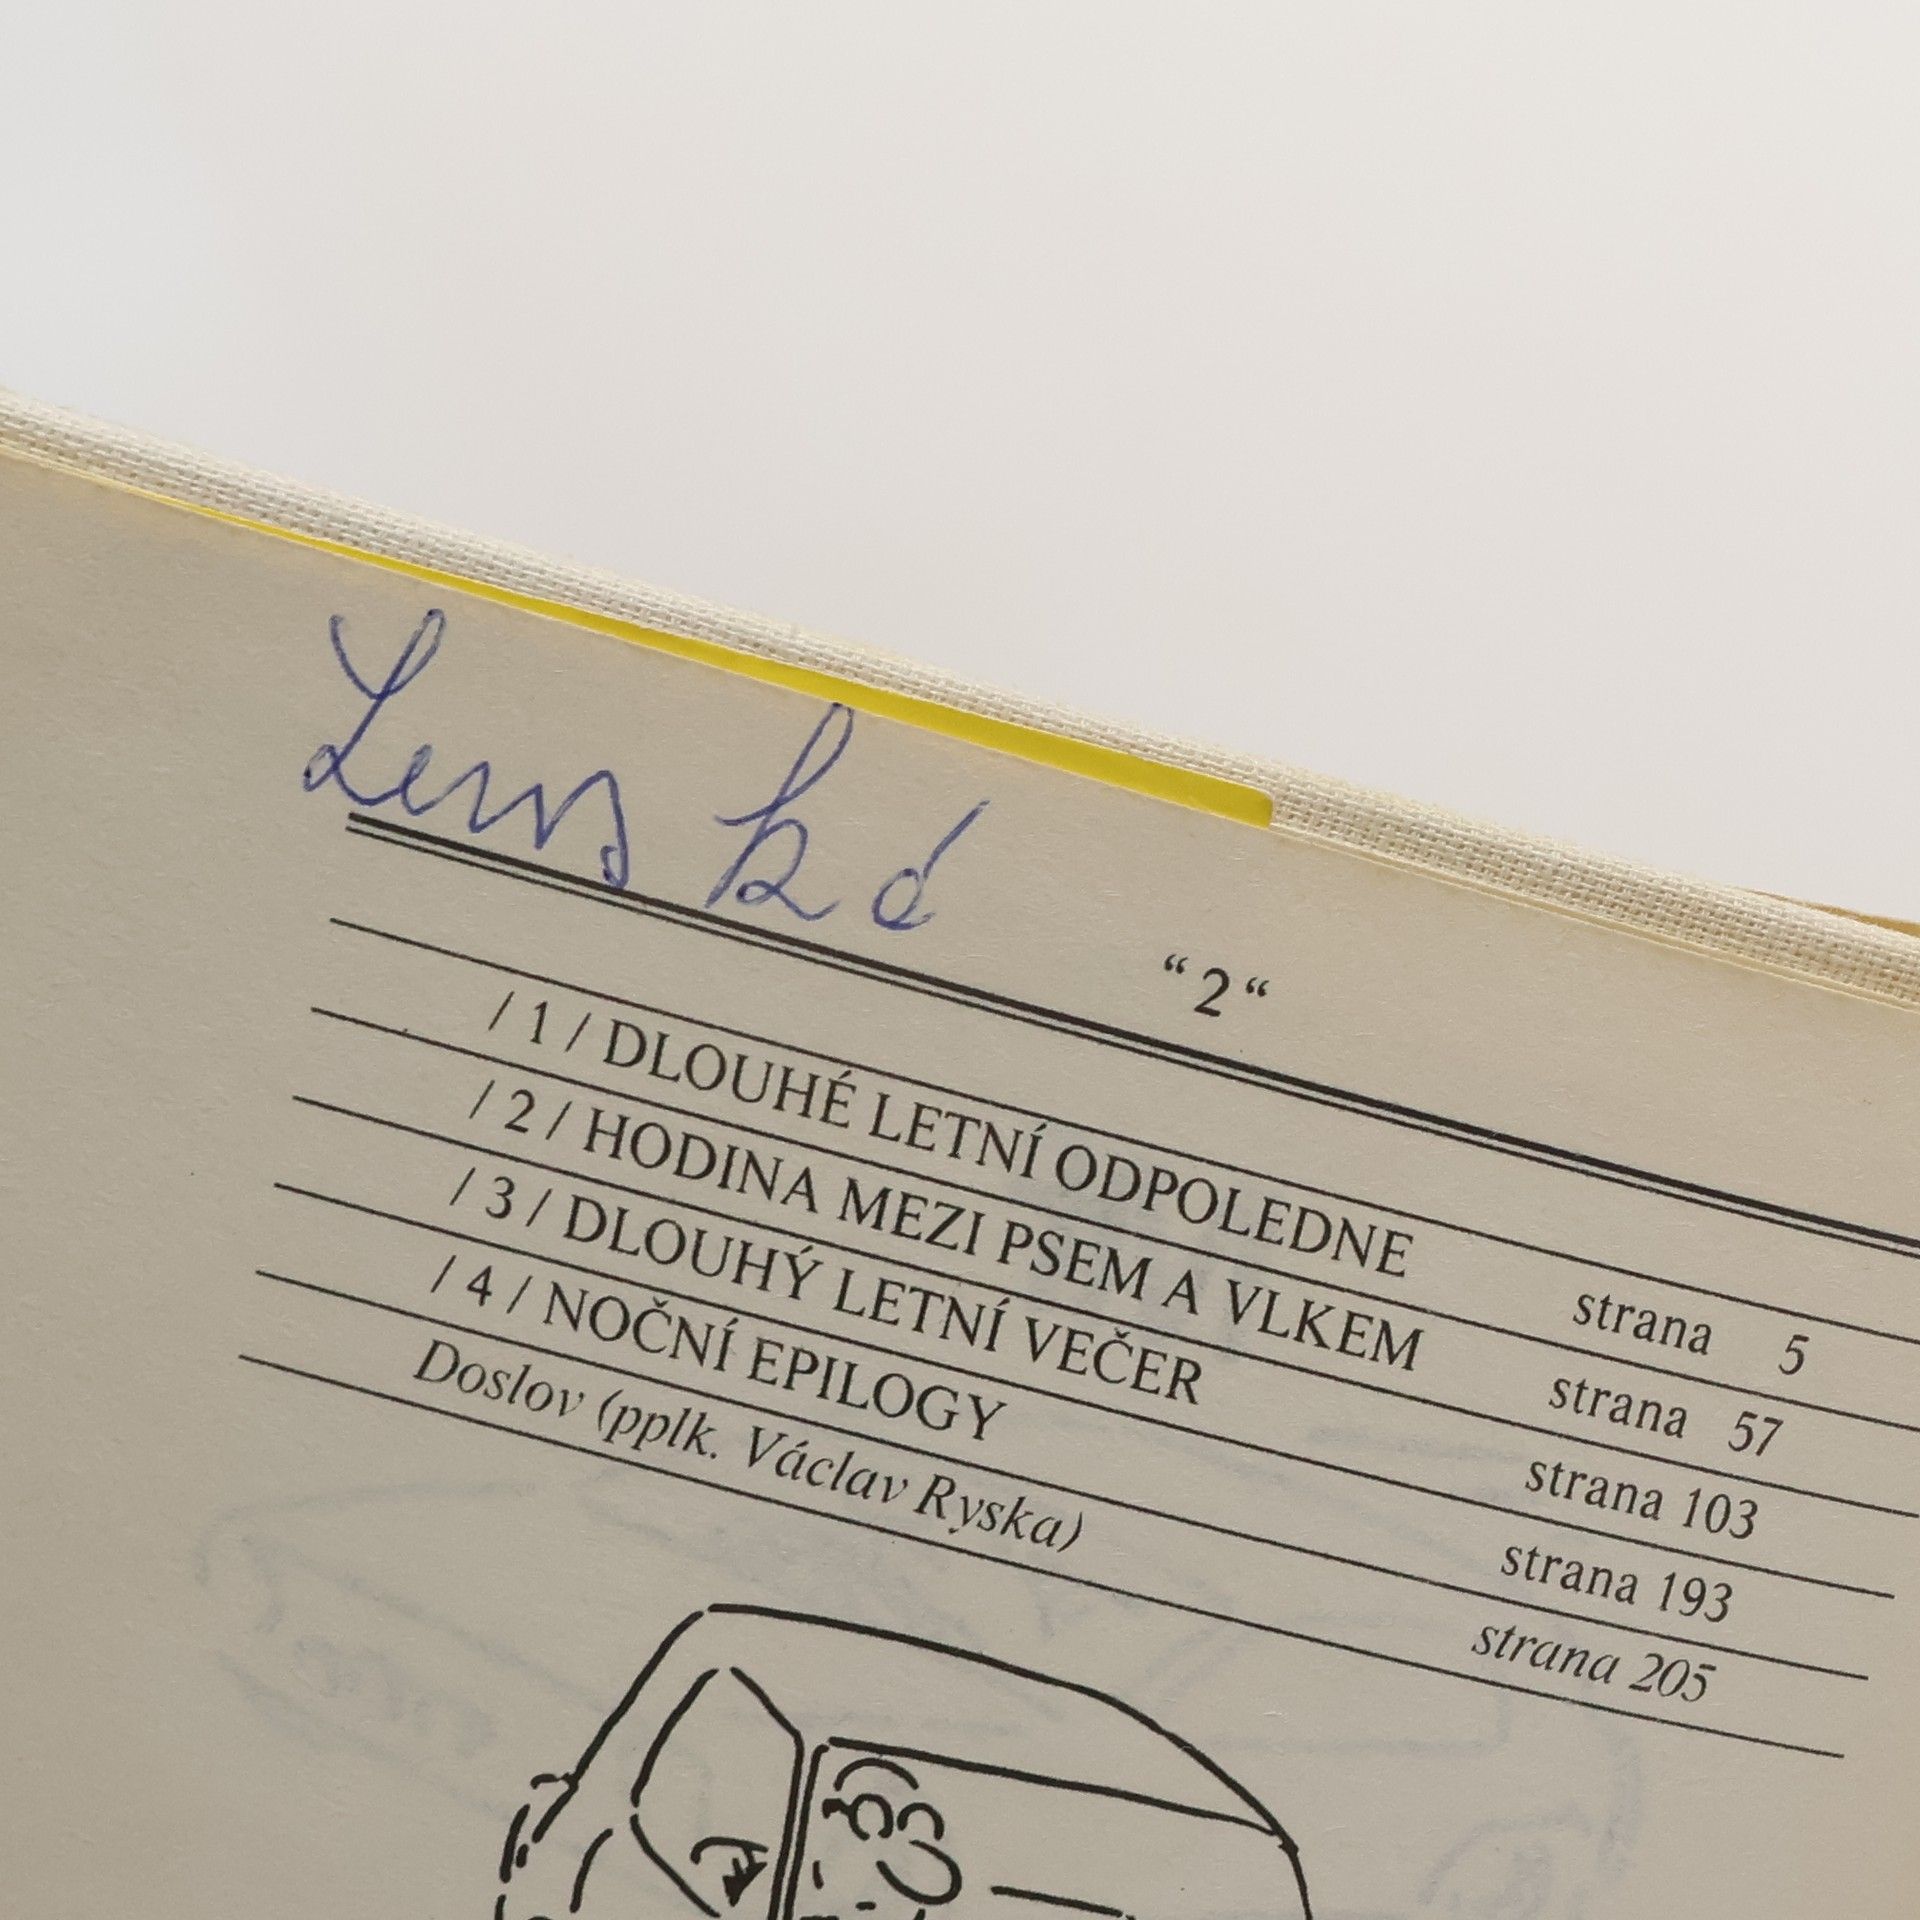 "2"
/ 1 / DLOUHÉ LETNÍ ODPOLEDNE strana 5
/ 2 / HODINA MEZI PSEM A VLKEM strana 57
/ 3 / DLOUHÝ LETNÍ VEČER strana 103
/ 4 / NOČNÍ EPILOGY strana 193
Doslov (pplk. Václav Ryska) strana 205